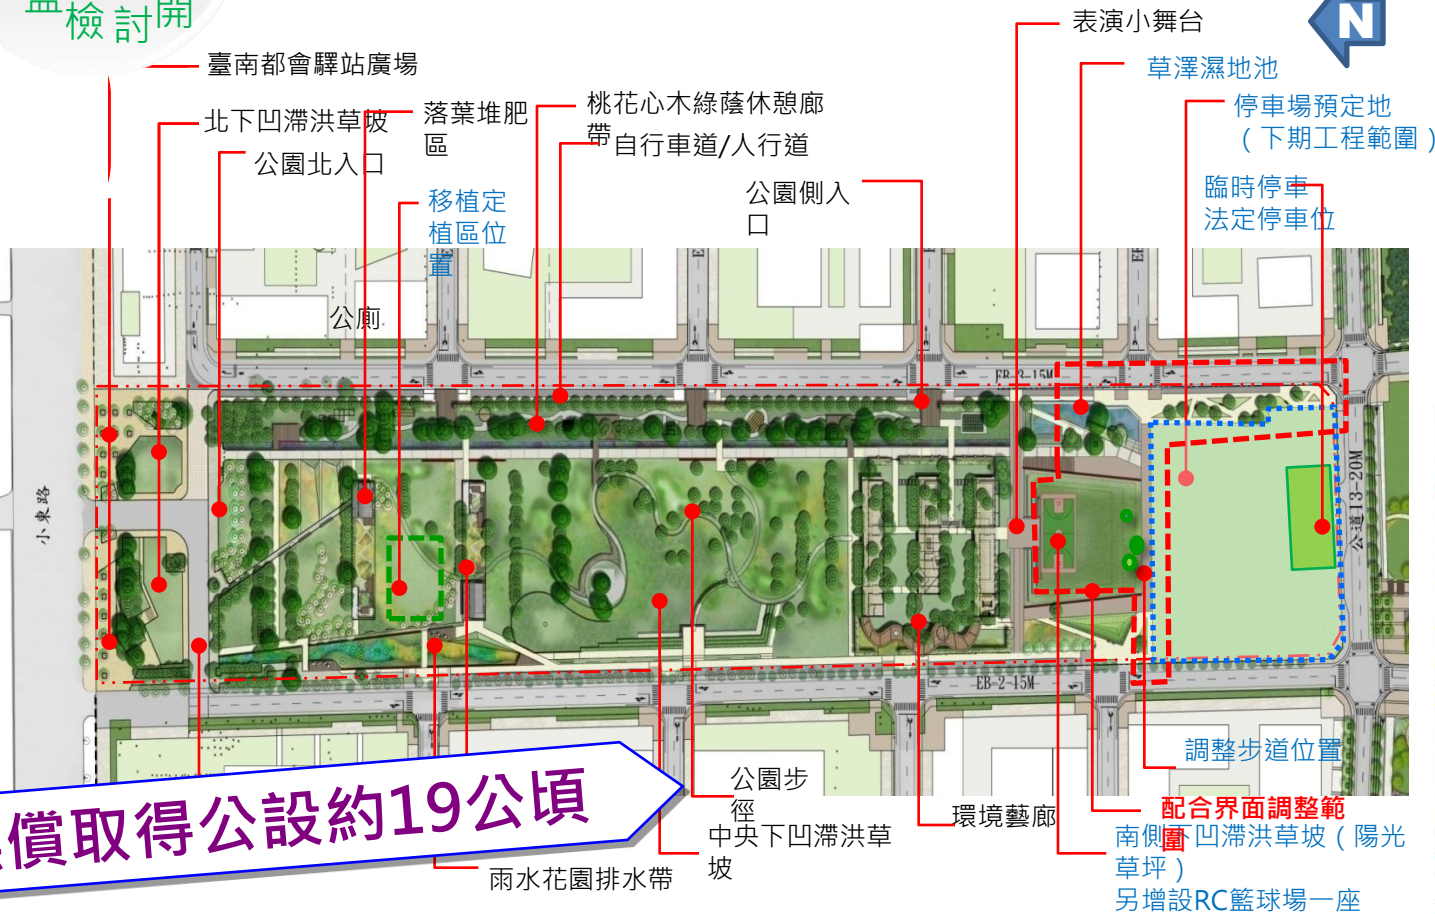 開
檢討
表演小舞台
N
臺南都會驛站廣場
草澤濕地池
停車場預定地
（下期工程範圍）
北下凹滯洪草坡
落葉堆肥
區
桃花心木綠蔭休憩廊
帶
自行車道/人行道
公園北入口
臨時停車
法定停車位
移植定
植區位
置
公園側入
口
公廁
EB-3-15M
小東路
公道13-20M
EB-2-15M
調整步道位置
償取得公設約19公頃
公園步
徑
環境藝廊
配合界面調整範
圍
中央下凹滯洪草
坡
南側下凹滯洪草坡（陽光
草坪）
另增設RC籃球場一座
雨水花園排水帶